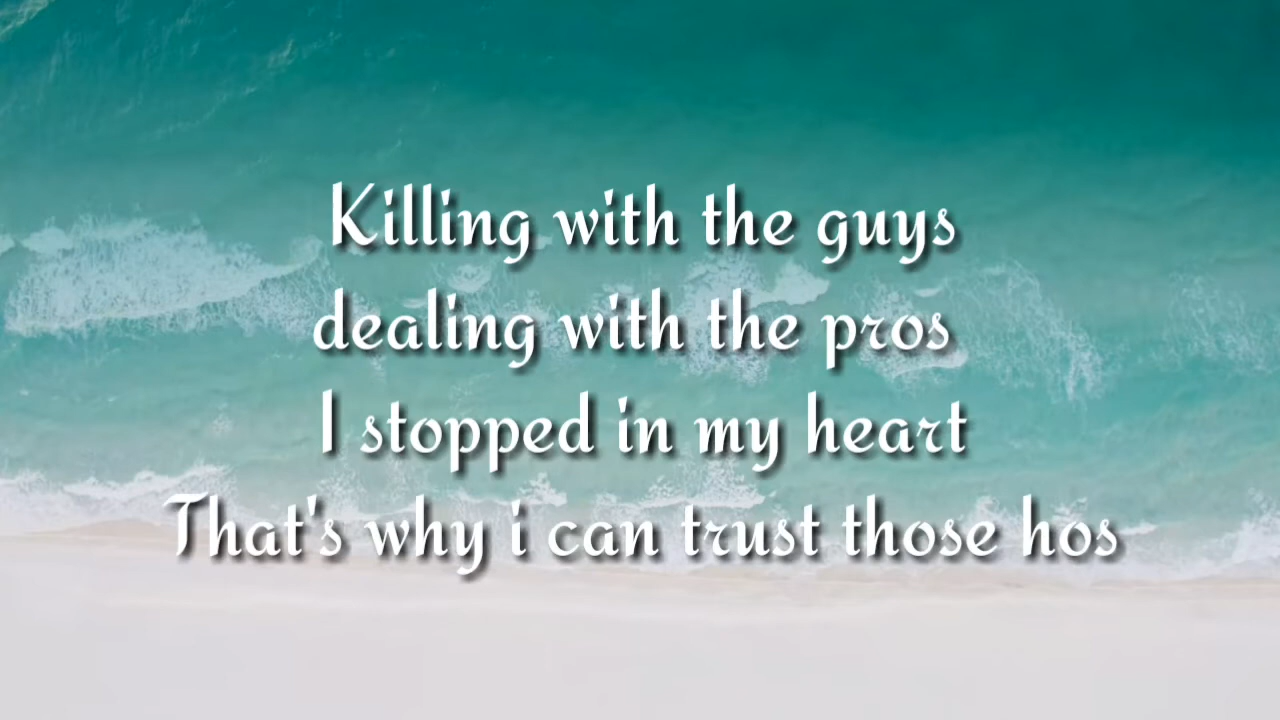 Killing with the guys
dealing with the pros
I stopped in my heart
That's why i can trust those hos